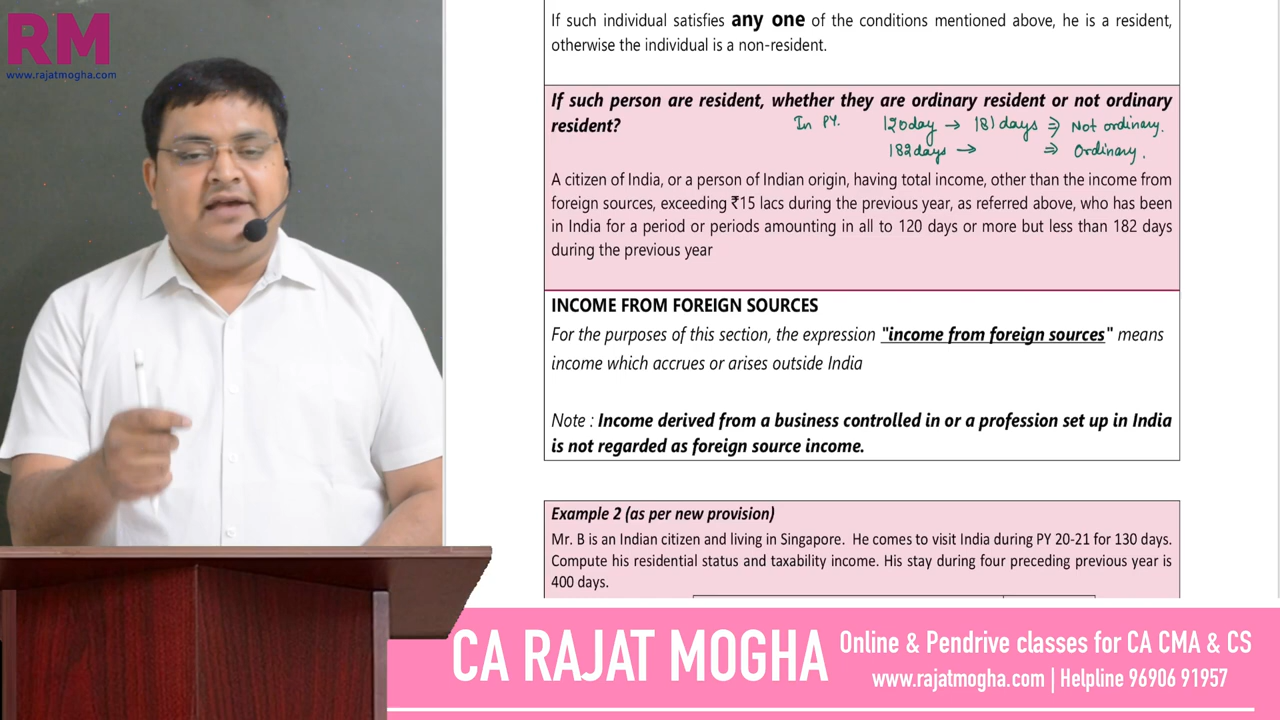 RM
www.rajatmogha.com
If such individual satisfies any one of the conditions mentioned above, he is a resident,
otherwise the individual is a non-resident.
If such person are resident, whether they are ordinary resident or not ordinary
resident?
In PY. 120day → 181 days ⇒ Not ordinary.
182days → ⇒ Ordinary.
A citizen of India, or a person of Indian origin, having total income, other than the income from
foreign sources, exceeding ₹15 lacs during the previous year, as referred above, who has been
in India for a period or periods amounting in all to 120 days or more but less than 182 days
during the previous year
INCOME FROM FOREIGN SOURCES
For the purposes of this section, the expression "income from foreign sources" means
income which accrues or arises outside India
Note : Income derived from a business controlled in or a profession set up in India
is not regarded as foreign source income.
Example 2 (as per new provision)
Mr. B is an Indian citizen and living in Singapore. He comes to visit India during PY 20-21 for 130 days.
Compute his residential status and taxability income. His stay during four preceding previous year is
400 days.
CA RAJAT MOGHA
Online & Pendrive classes for CA CMA & CS
www.rajatmogha.com | Helpline 96906 91957